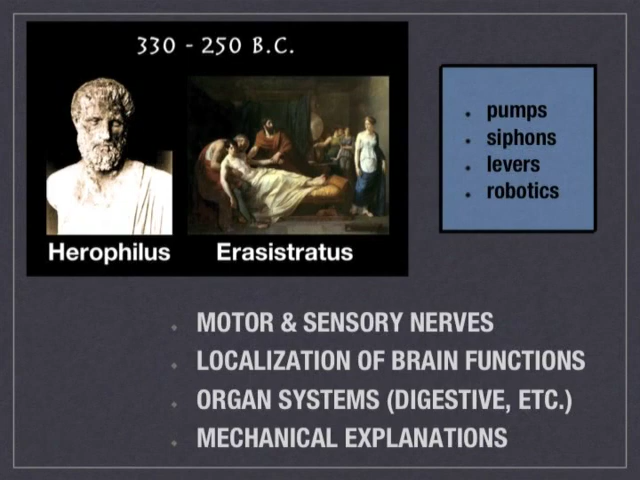 330 - 250 B.C.
Herophilus
Erasistratus
• pumps
• siphons
• levers
• robotics
MOTOR & SENSORY NERVES
LOCALIZATION OF BRAIN FUNCTIONS
ORGAN SYSTEMS (DIGESTIVE, ETC.)
MECHANICAL EXPLANATIONS